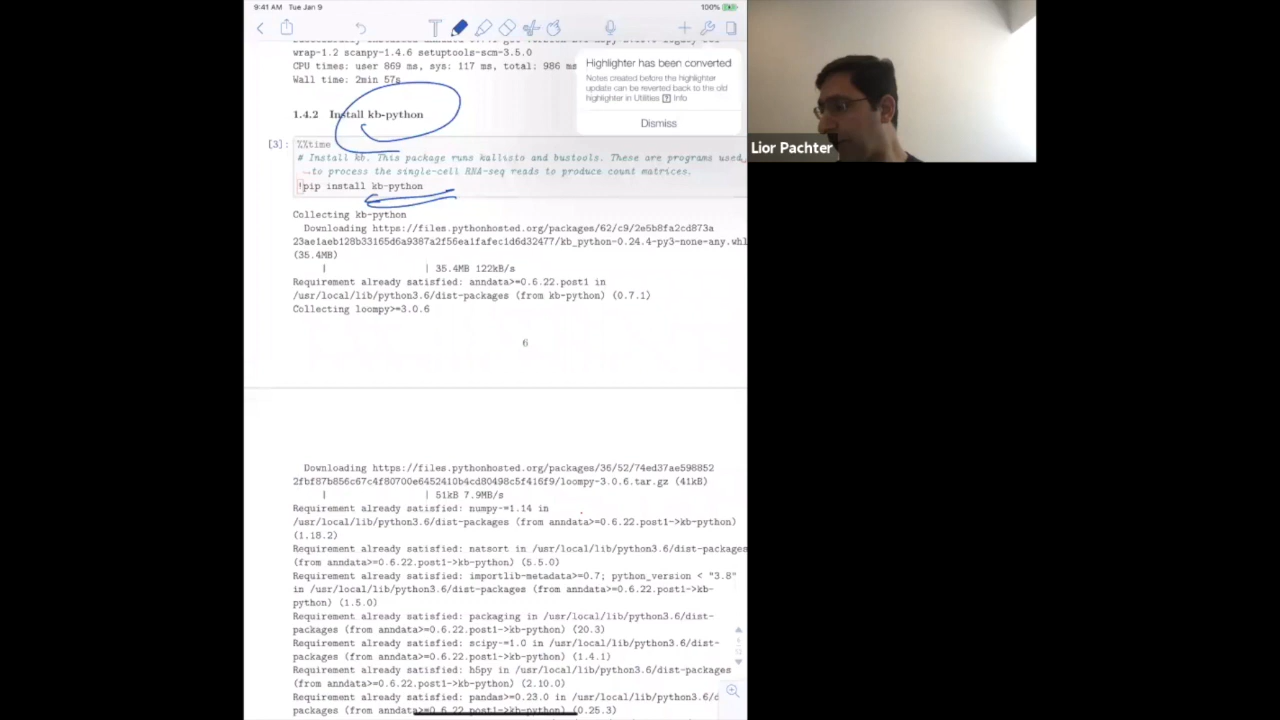 9:41 AM Tue Jan 9
100%
wrap-1.2 scanpy-1.4.6 setuptools-scm-3.5.0
CPU times: user 869 ms, sys: 117 ms, total: 986 ms
Wall time: 2min 57s
Highlighter has been converted
Notes created before the highlighter
update can be reverted back to the old
highlighter in Utilities ? Info
Dismiss
Lior Pachter
1.4.2 Install kb-python
[3]: %%time
# Install kb. This package runs kallisto and bustools. These are programs used
to process the single-cell RNA-seq reads to produce count matrices.
!pip install kb-python
Collecting kb-python
Downloading https://files.pythonhosted.org/packages/62/c9/2e5b8fa2cd873a
23ae1aeb128b33165d6a9387a2f56ea1fafec1d6d32477/kb_python-0.24.4-py3-none-any.whl
(35.4MB)
| | 35.4MB 122kB/s
Requirement already satisfied: anndata>=0.6.22.post1 in
/usr/local/lib/python3.6/dist-packages (from kb-python) (0.7.1)
Collecting loompy>=3.0.6
6
Downloading https://files.pythonhosted.org/packages/36/52/74ed37ae598852
2fbf87b856c67c4f80700e6452410b4cd80498c5f416f9/loompy-3.0.6.tar.gz (41kB)
| | 51kB 7.9MB/s
Requirement already satisfied: numpy~=1.14 in
/usr/local/lib/python3.6/dist-packages (from anndata>=0.6.22.post1->kb-python)
(1.18.2)
Requirement already satisfied: natsort in /usr/local/lib/python3.6/dist-packages
(from anndata>=0.6.22.post1->kb-python) (5.5.0)
Requirement already satisfied: importlib-metadata>=0.7; python_version < "3.8"
in /usr/local/lib/python3.6/dist-packages (from anndata>=0.6.22.post1->kb-
python) (1.5.0)
Requirement already satisfied: packaging in /usr/local/lib/python3.6/dist-
packages (from anndata>=0.6.22.post1->kb-python) (20.3)
Requirement already satisfied: scipy~=1.0 in /usr/local/lib/python3.6/dist-
packages (from anndata>=0.6.22.post1->kb-python) (1.4.1)
Requirement already satisfied: h5py in /usr/local/lib/python3.6/dist-packages
(from anndata>=0.6.22.post1->kb-python) (2.10.0)
Requirement already satisfied: pandas>=0.23.0 in /usr/local/lib/python3.6/d
packages (from anndata>=0.6.22.post1->kb-python) (0.25.3)